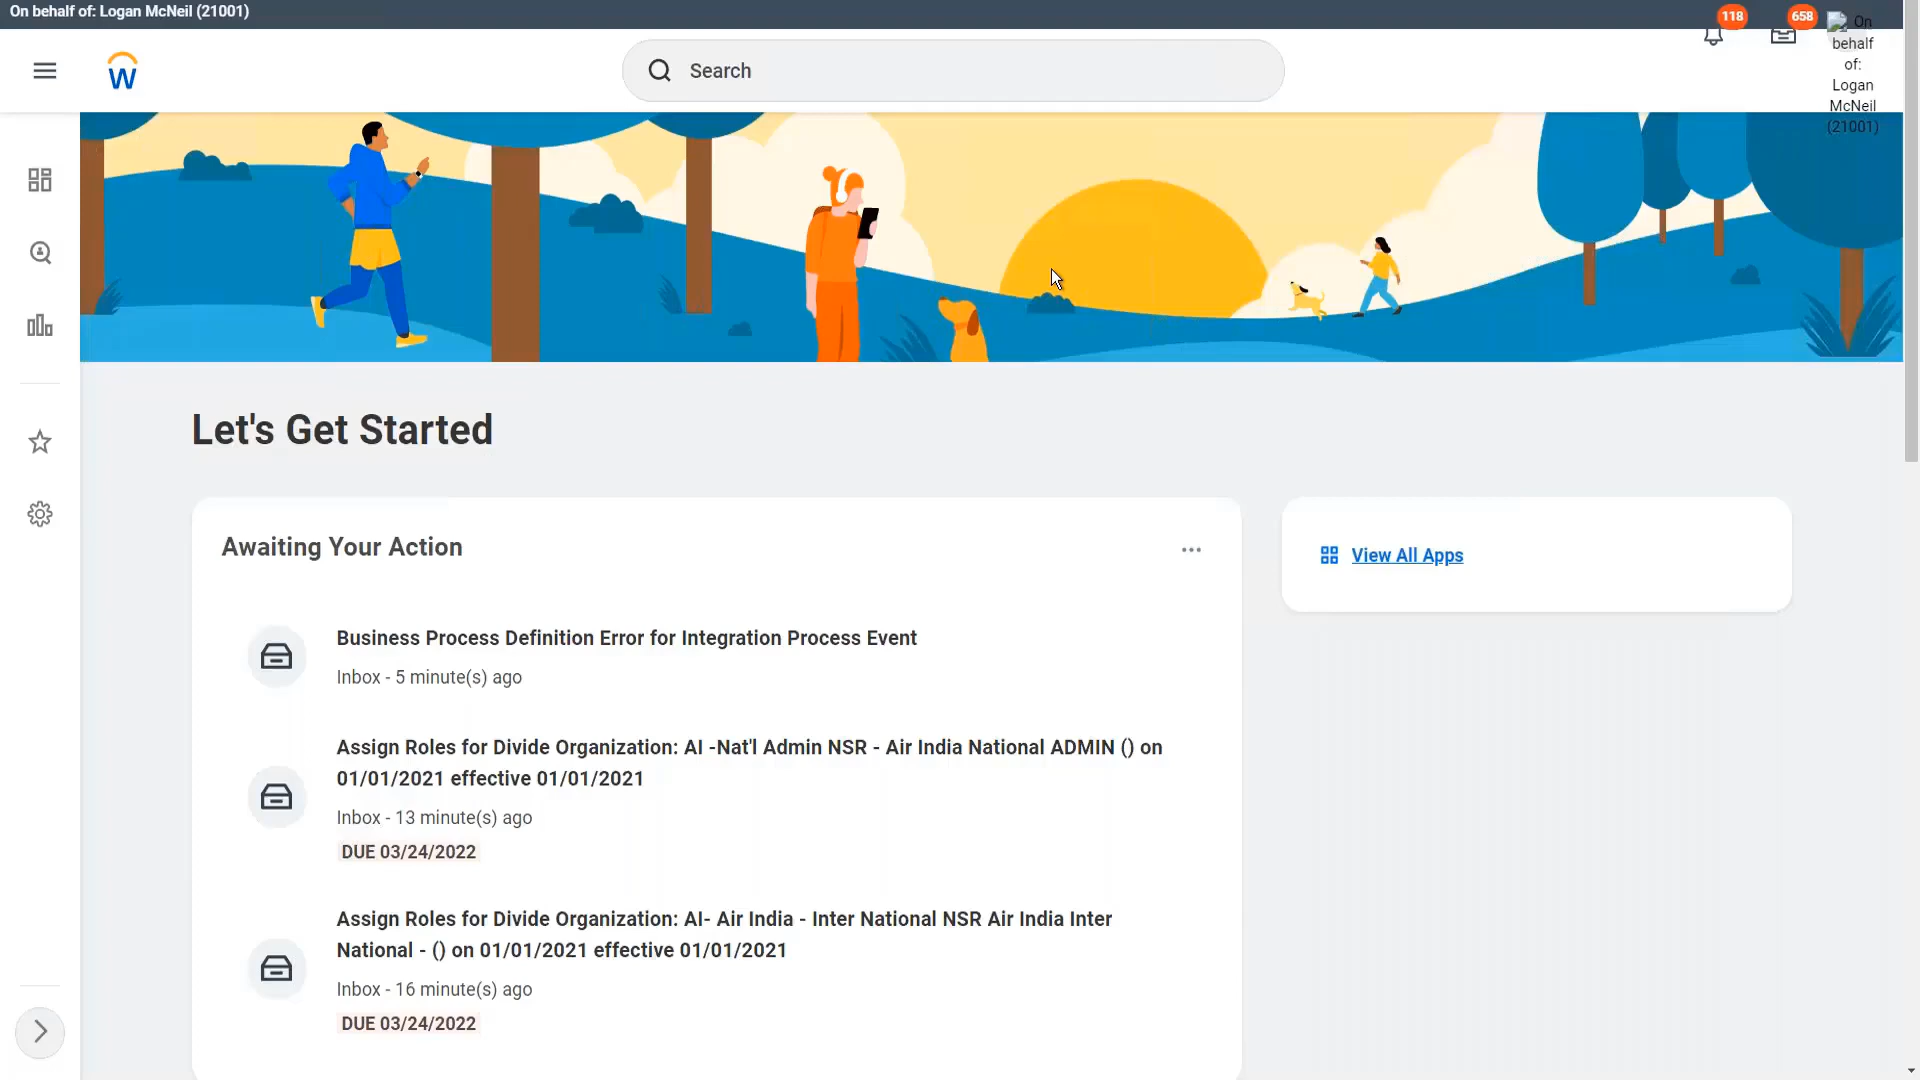 On behalf of: Logan McNeil (21001)
118
658
On
behalf
of:
Logan
McNeil
(21001)
W
Search
Let's Get Started
Awaiting Your Action
View All Apps
Business Process Definition Error for Integration Process Event
Inbox - 5 minute(s) ago
Assign Roles for Divide Organization: AI -Nat'l Admin NSR - Air India National ADMIN () on
01/01/2021 effective 01/01/2021
Inbox - 13 minute(s) ago
DUE 03/24/2022
Assign Roles for Divide Organization: AI- Air India - Inter National NSR Air India Inter
National - () on 01/01/2021 effective 01/01/2021
Inbox - 16 minute(s) ago
DUE 03/24/2022